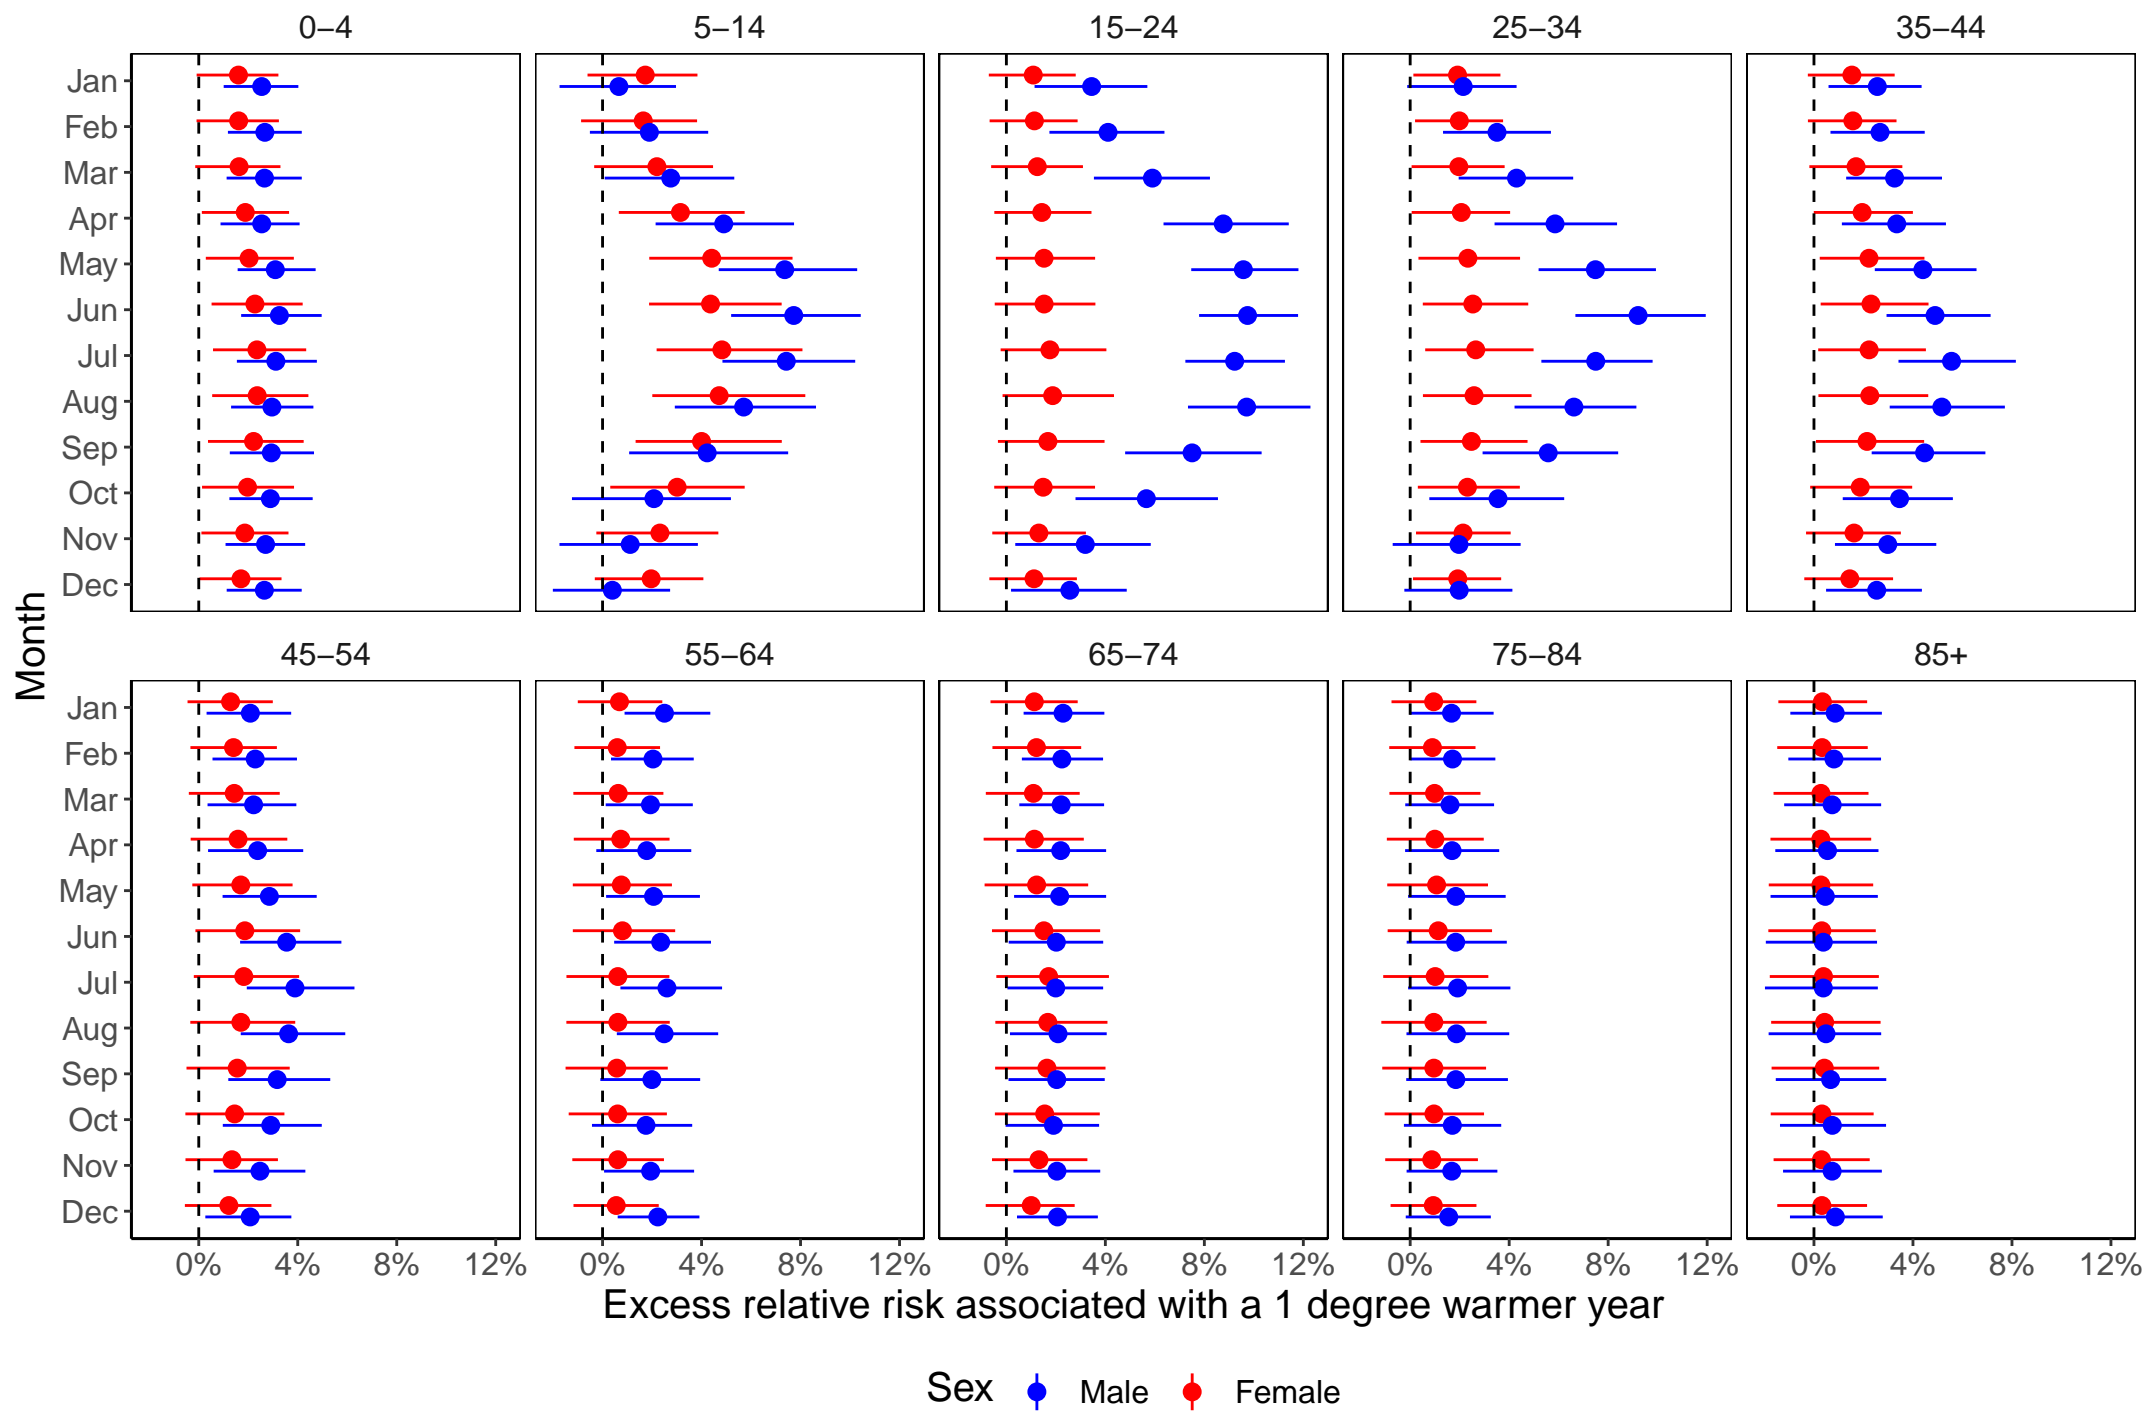 0–4 5–14 15–24 25–34 35–44
Jan
Feb
Mar
Apr
May
Jun
Jul
Aug
Sep
Oct
Nov
Dec
Month
45–54 55–64 65–74 75–84 85+
Jan
Feb
Mar
Apr
May
Jun
Jul
Aug
Sep
Oct
Nov
Dec
0% 4% 8% 12% 0% 4% 8% 12% 0% 4% 8% 12% 0% 4% 8% 12% 0% 4% 8% 12%
Excess relative risk associated with a 1 degree warmer year
Sex Male Female